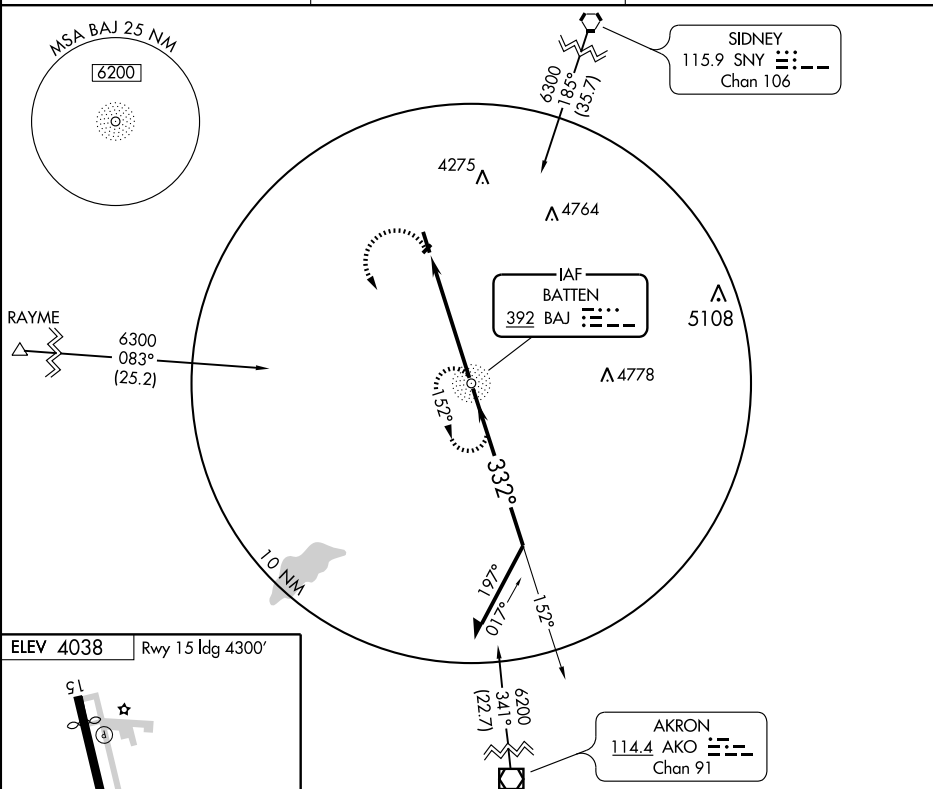 MSA BAJ 25 NM
6200
SIDNEY
115.9 SNY
Chan 106
6300
185°
(35.7)
4275
4764
IAF
BATTEN
392 BAJ
5108
RAYME
6300
083°
(25.2)
4778
152°
332°
10 NM
197°
017°
152°
ELEV 4038
Rwy 15 ldg 4300'
15
P
6200
341°
(22.7)
AKRON
114.4 AKO
Chan 91